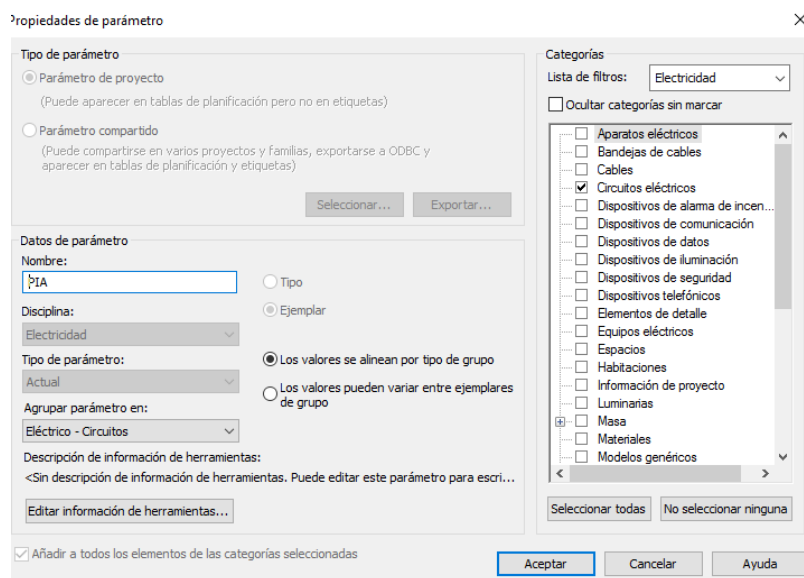 Propiedades de parámetro
Tipo de parámetro
Parámetro de proyecto
(Puede aparecer en tablas de planificación pero no en etiquetas)
Parámetro compartido
(Puede compartirse en varios proyectos y familias, exportarse a ODBC y
aparecer en tablas de planificación y etiquetas)
Seleccionar... Exportar...
Datos de parámetro
Nombre:
PIA
Tipo
Disciplina:
Ejemplar
Electricidad
Tipo de parámetro:
Los valores se alinean por tipo de grupo
Actual
Los valores pueden variar entre ejemplares
de grupo
Agrupar parámetro en:
Eléctrico - Circuitos
Descripción de información de herramientas:
<Sin descripción de información de herramientas. Puede editar este parámetro para escri...
Editar información de herramientas...
Añadir a todos los elementos de las categorías seleccionadas
Categorías
Lista de filtros: Electricidad
Ocultar categorías sin marcar
Aparatos eléctricos
Bandejas de cables
Cables
Circuitos eléctricos
Dispositivos de alarma de incen...
Dispositivos de comunicación
Dispositivos de datos
Dispositivos de iluminación
Dispositivos de seguridad
Dispositivos telefónicos
Elementos de detalle
Equipos eléctricos
Espacios
Habitaciones
Información de proyecto
Luminarias
Masa
Materiales
Modelos genéricos
Seleccionar todas No seleccionar ninguna
Aceptar Cancelar Ayuda